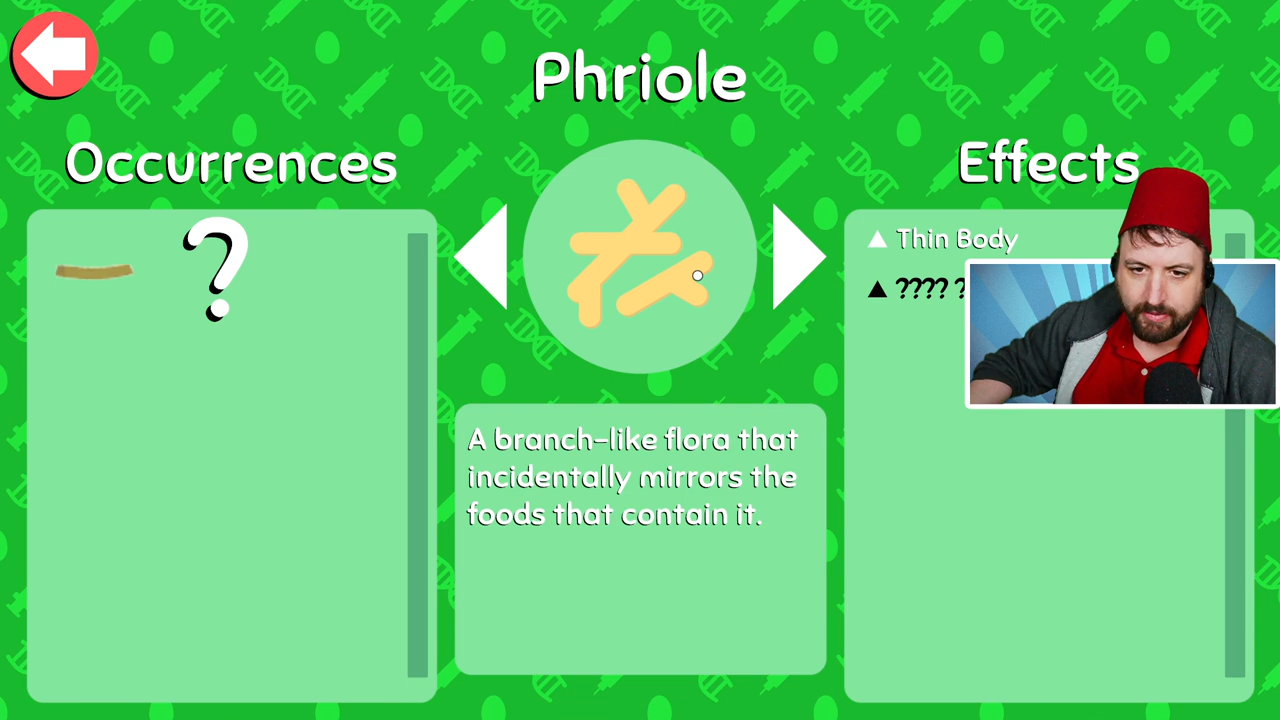 Phriole
Occurrences
?
Effects
Thin Body
???? ?
A branch-like flora that
incidentally mirrors the
foods that contain it.